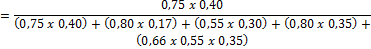 = 0,75 x 0,40
(0,75 x 0,40) + (0,80 x 0,17) + (0,55 x 0,30) + (0,80 x 0,35) +
(0,66 x 0,55 x 0,35)